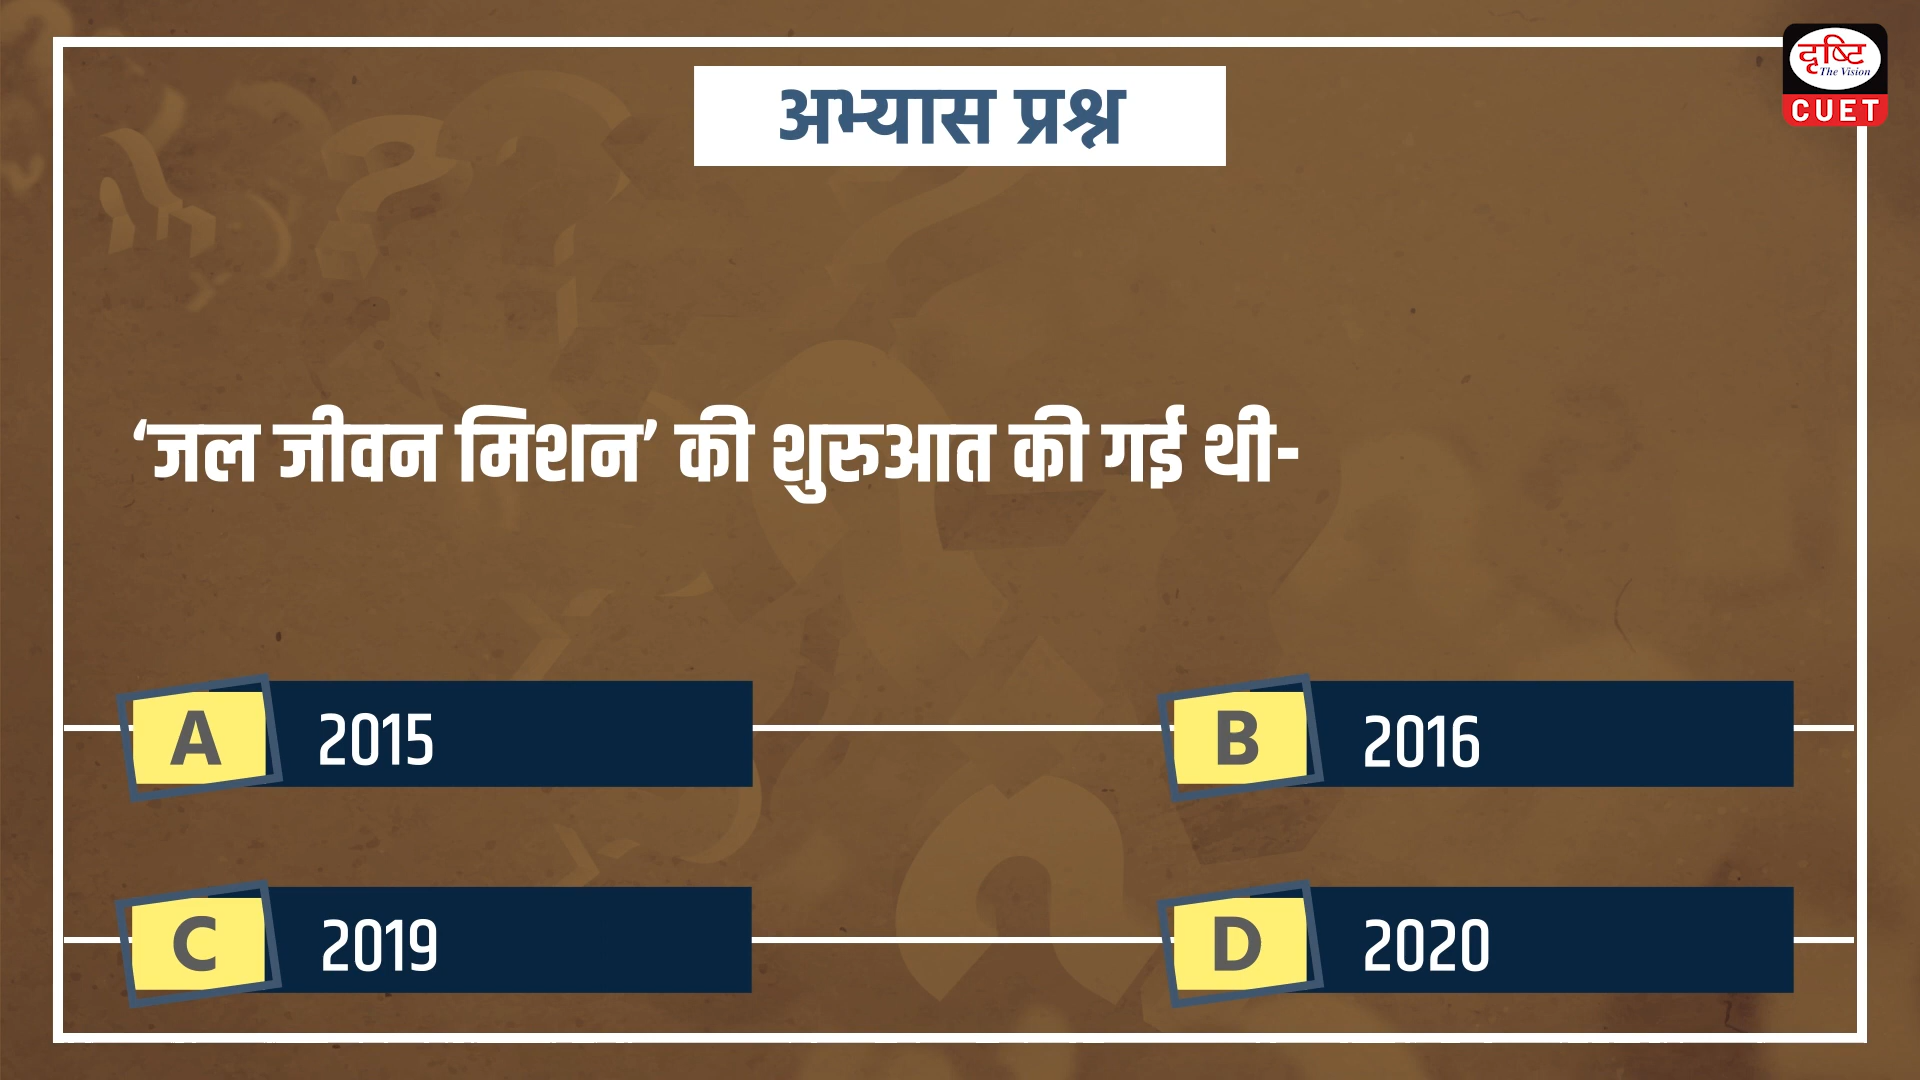 दृष्टि
The Vision
CUET
अभ्यास प्रश्न
‘जल जीवन मिशन’ की शुरुआत की गई थी-
A 2015
B 2016
C 2019
D 2020